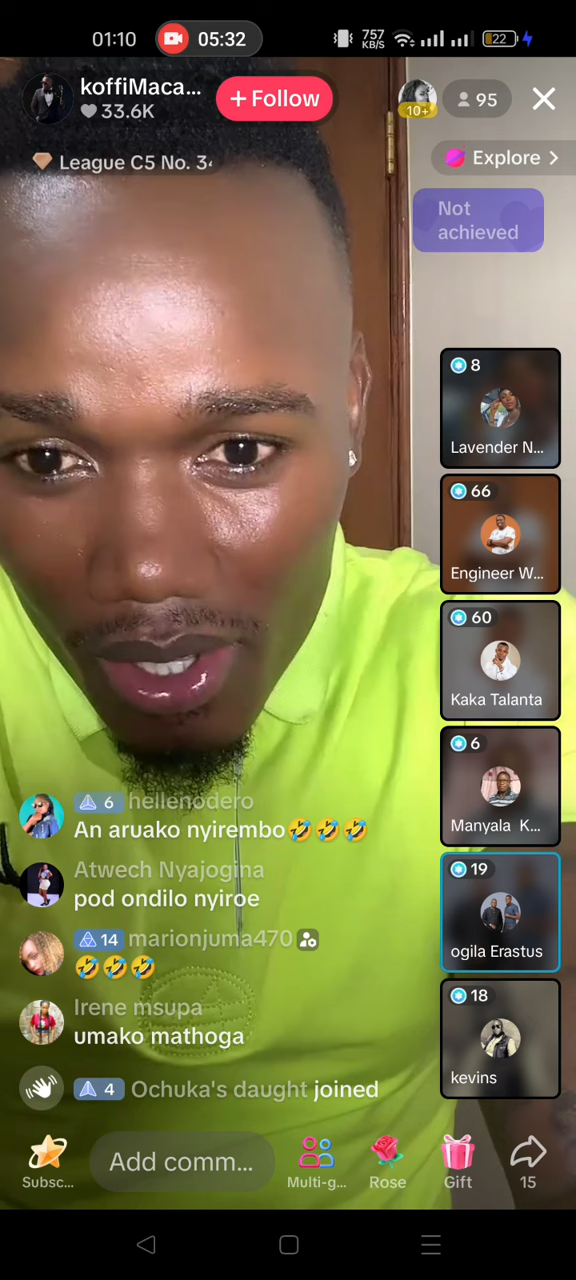 01:10
05:32
757
KB/S
22
koffiMaca...
+ Follow
33.6K
10+
95
League C5 No. 34
Explore >
Not
achieved
8
Lavender N...
66
Engineer W...
60
Kaka Talanta
6
Manyala K...
19
ogila Erastus
18
kevins
6 hellenodero
An aruako nyirembo🤣🤣🤣
Atwech Nyajogina
pod ondilo nyiroe
14 marionjuma470
🤣🤣🤣
Irene msupa
umako mathoga
4 Ochuka's daught joined
Subsc...
Add comm...
Multi-g...
Rose
Gift
15